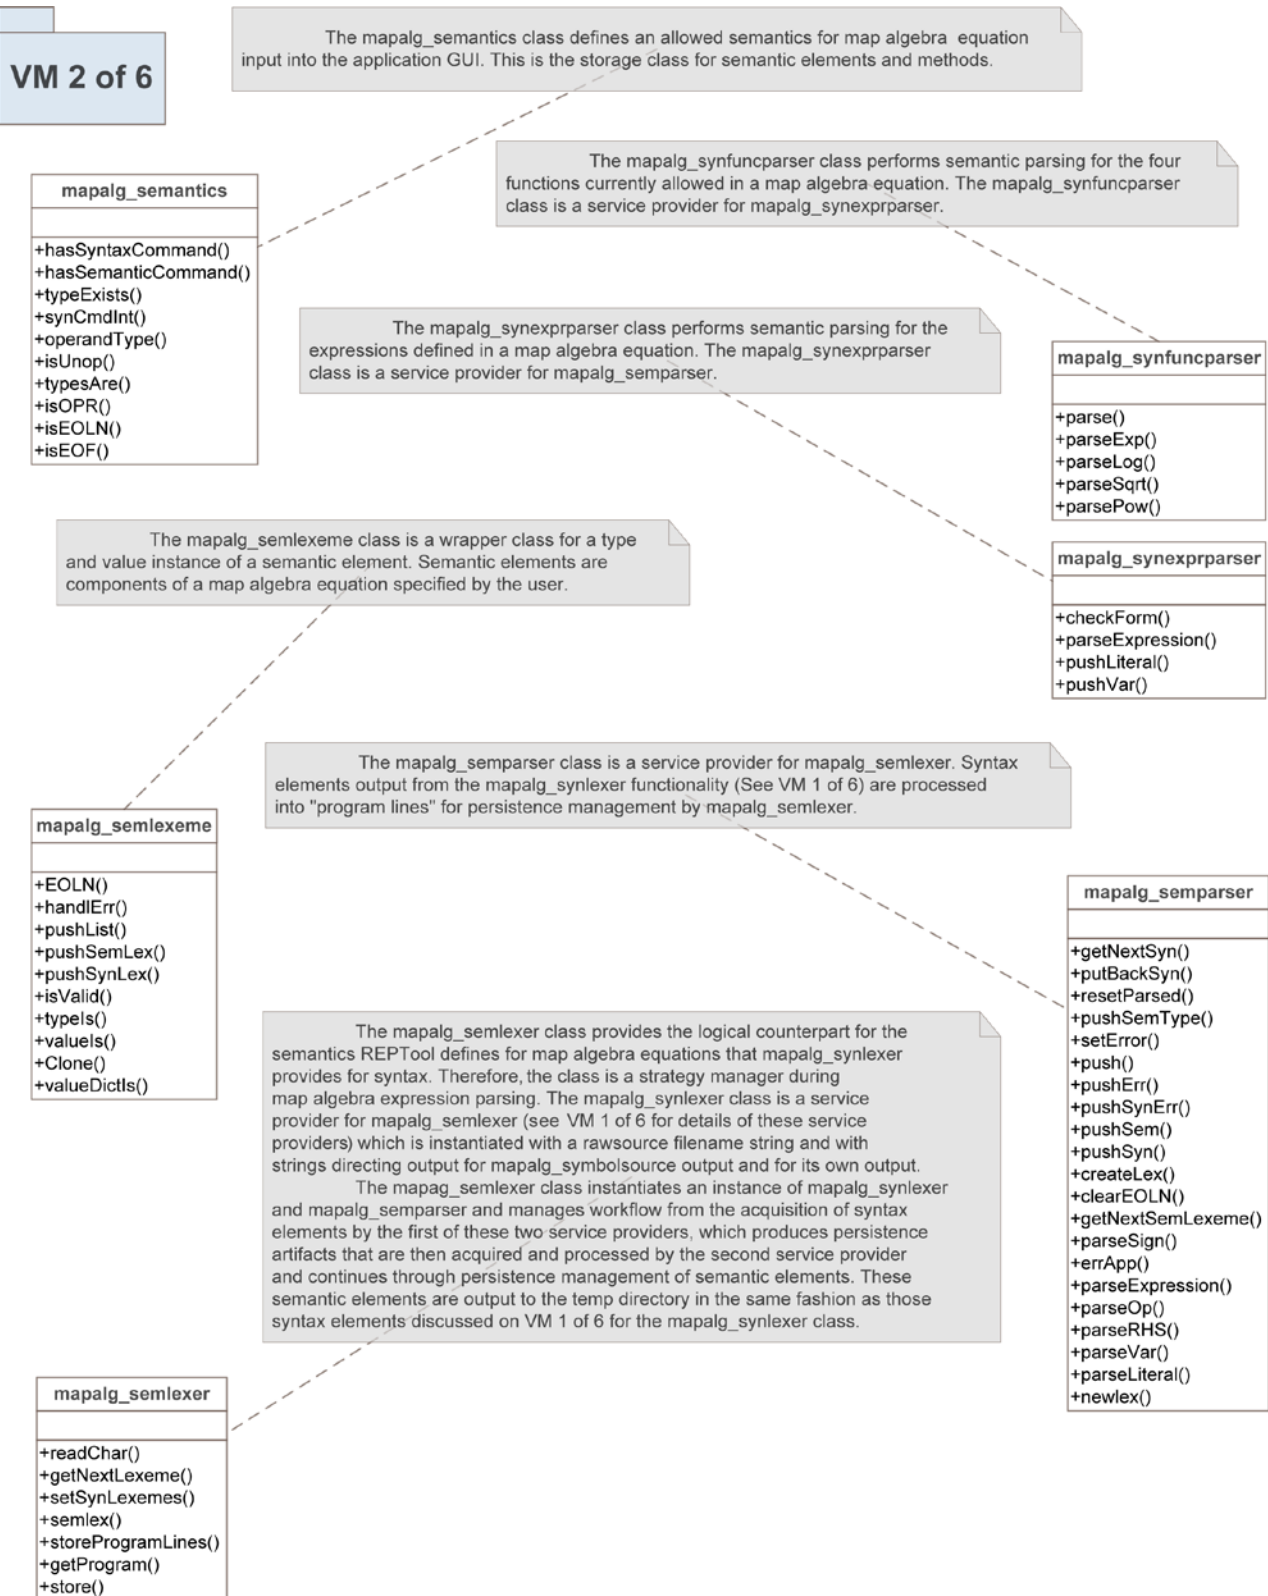 VM 2 of 6
The mapalg_semantics class defines an allowed semantics for map algebra equation
input into the application GUI. This is the storage class for semantic elements and methods.
The mapalg_synfuncparser class performs semantic parsing for the four
functions currently allowed in a map algebra equation. The mapalg_synfuncparser
class is a service provider for mapalg_synexprparser.
mapalg_semantics
+hasSyntaxCommand()
+hasSemanticCommand()
+typeExists()
+synCmdInt()
+operandType()
+isUnop()
+typesAre()
+isOPR()
+isEOLN()
+isEOF()
The mapalg_synexprparser class performs semantic parsing for the
expressions defined in a map algebra equation. The mapalg_synexprparser
class is a service provider for mapalg_semparser.
mapalg_synfuncparser
+parse()
+parseExp()
+parseLog()
+parseSqrt()
+parsePow()
The mapalg_semlexeme class is a wrapper class for a type
and value instance of a semantic element. Semantic elements are
components of a map algebra equation specified by the user.
mapalg_synexprparser
+checkForm()
+parseExpression()
+pushLiteral()
+pushVar()
The mapalg_semparser class is a service provider for mapalg_semlexer. Syntax
elements output from the mapalg_synlexer functionality (See VM 1 of 6) are processed
into "program lines" for persistence management by mapalg_semlexer.
mapalg_semlexeme
+EOLN()
+handlErr()
+pushList()
+pushSemLex()
+pushSynLex()
+isValid()
+typeIs()
+valueIs()
+Clone()
+valueDictIs()
mapalg_semparser
+getNextSyn()
+putBackSyn()
+resetParsed()
+pushSemType()
+setError()
+push()
+pushErr()
+pushSynErr()
+pushSem()
+pushSyn()
+createLex()
+clearEOLN()
+getNextSemLexeme()
+parseSign()
+errApp()
+parseExpression()
+parseOp()
+parseRHS()
+parseVar()
+parseLiteral()
+newlex()
The mapalg_semlexer class provides the logical counterpart for the
semantics REPTool defines for map algebra equations that mapalg_synlexer
provides for syntax. Therefore, the class is a strategy manager during
map algebra expression parsing. The mapalg_synlexer class is a service
provider for mapalg_semlexer (see VM 1 of 6 for details of these service
providers) which is instantiated with a rawsource filename string and with
strings directing output for mapalg_symbolsource output and for its own output.
The mapag_semlexer class instantiates an instance of mapalg_synlexer
and mapalg_semparser and manages workflow from the acquisition of syntax
elements by the first of these two service providers, which produces persistence
artifacts that are then acquired and processed by the second service provider
and continues through persistence management of semantic elements. These
semantic elements are output to the temp directory in the same fashion as those
syntax elements discussed on VM 1 of 6 for the mapalg_synlexer class.
mapalg_semlexer
+readChar()
+getNextLexeme()
+setSynLexemes()
+semlex()
+storeProgramLines()
+getProgram()
+store()